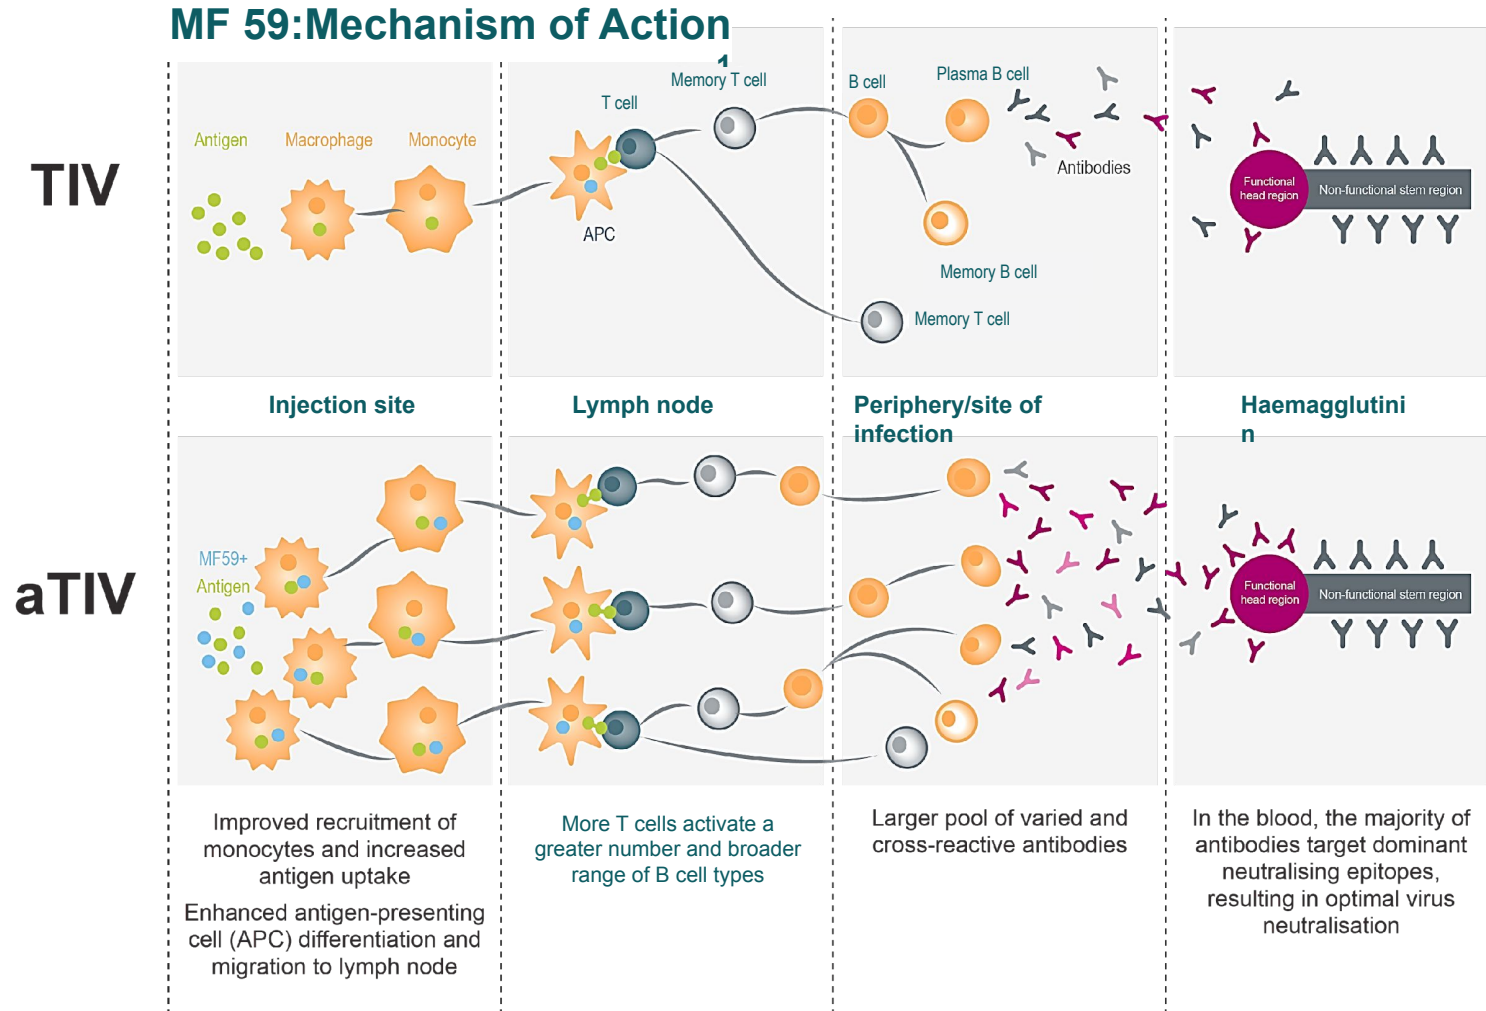 MF 59:Mechanism of Action
1
TIV
Antigen
Macrophage
Monocyte
T cell
Memory T cell
APC
B cell
Plasma B cell
Antibodies
Memory B cell
Memory T cell
Functional
head region
Non-functional stem region
Injection site
Lymph node
Periphery/site of
infection
Haemagglutini
n
aTIV
MF59+
Antigen
Functional
head region
Non-functional stem region
Improved recruitment of
monocytes and increased
antigen uptake
Enhanced antigen-presenting
cell (APC) differentiation and
migration to lymph node
More T cells activate a
greater number and broader
range of B cell types
Larger pool of varied and
cross-reactive antibodies
In the blood, the majority of
antibodies target dominant
neutralising epitopes,
resulting in optimal virus
neutralisation